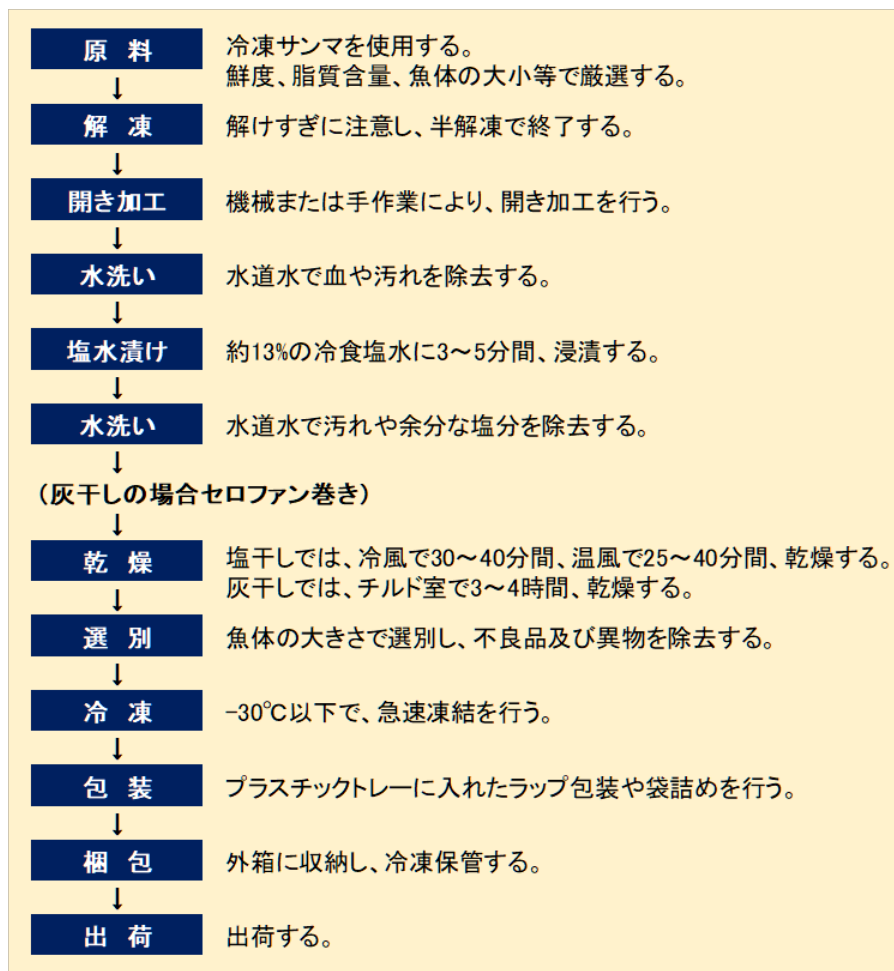 原 料 冷凍サンマを使用する。
鮮度、脂質含量、魚体の大小等で厳選する。
↓
解 凍 解けすぎに注意し、半解凍で終了する。
↓
開き加工 機械または手作業により、開き加工を行う。
↓
水洗い 水道水で血や汚れを除去する。
↓
塩水漬け 約13%の冷食塩水に3～5分間、浸漬する。
↓
水洗い 水道水で汚れや余分な塩分を除去する。
↓
（灰干しの場合セロファン巻き）
↓
乾 燥 塩干しでは、冷風で30～40分間、温風で25～40分間、乾燥する。
灰干しでは、チルド室で3～4時間、乾燥する。
↓
選 別 魚体の大きさで選別し、不良品及び異物を除去する。
↓
冷 凍 -30℃以下で、急速凍結を行う。
↓
包 装 プラスチックトレーに入れたラップ包装や袋詰めを行う。
↓
梱 包 外箱に収納し、冷凍保管する。
↓
出 荷 出荷する。